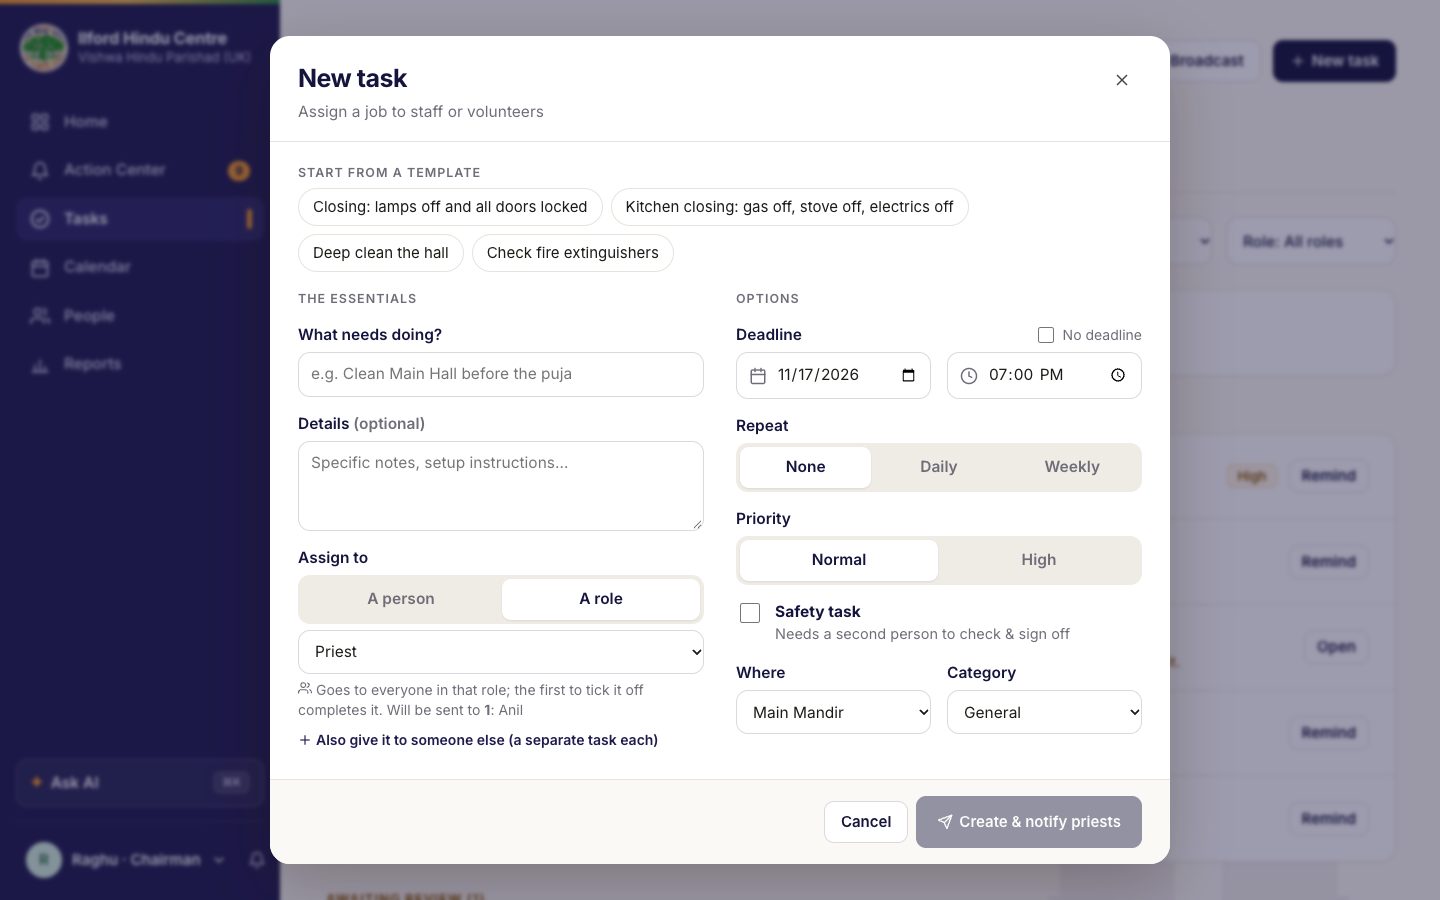 Ilford Hindu Centre
Vishwa Hindu Parishad (UK)
Home
Action Center
Tasks
Calendar
People
Reports
Ask AI
⌘K
R
Raghu · Chairman
Broadcast
+ New task
Role: All roles
High
Remind
Remind
Open
Remind
Remind
AWAITING REVIEW (1)
New task
Assign a job to staff or volunteers
START FROM A TEMPLATE
Closing: lamps off and all doors locked
Kitchen closing: gas off, stove off, electrics off
Deep clean the hall
Check fire extinguishers
THE ESSENTIALS
What needs doing?
e.g. Clean Main Hall before the puja
Details (optional)
Specific notes, setup instructions...
Assign to
A person
A role
Priest
Goes to everyone in that role; the first to tick it off
completes it. Will be sent to 1: Anil
+ Also give it to someone else (a separate task each)
OPTIONS
Deadline
No deadline
11/17/2026
07:00 PM
Repeat
None
Daily
Weekly
Priority
Normal
High
Safety task
Needs a second person to check & sign off
Where
Category
Main Mandir
General
Cancel
Create & notify priests